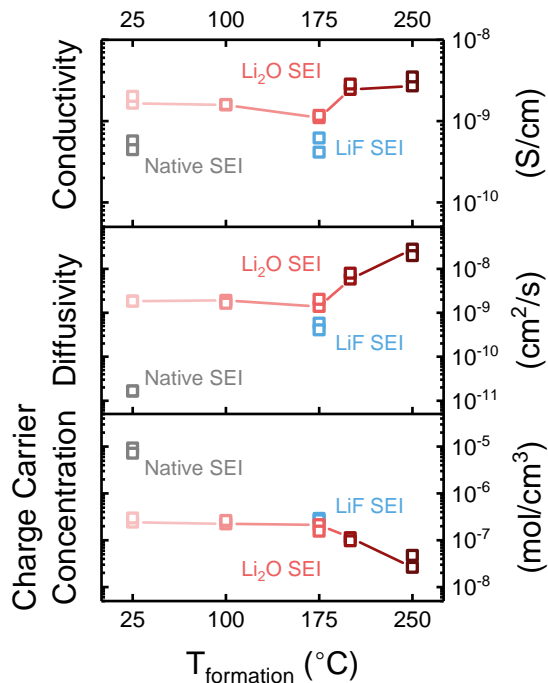 25 100 175 250
Conductivity
Li₂O SEI
Native SEI
LiF SEI
10⁻⁸
10⁻⁹
10⁻¹⁰
(S/cm)
Diffusivity
Li₂O SEI
LiF SEI
Native SEI
10⁻⁸
10⁻⁹
10⁻¹⁰
10⁻¹¹
(cm²/s)
Charge Carrier
Concentration
Native SEI
LiF SEI
Li₂O SEI
10⁻⁵
10⁻⁶
10⁻⁷
10⁻⁸
(mol/cm³)
25 100 175 250
T_formation (°C)